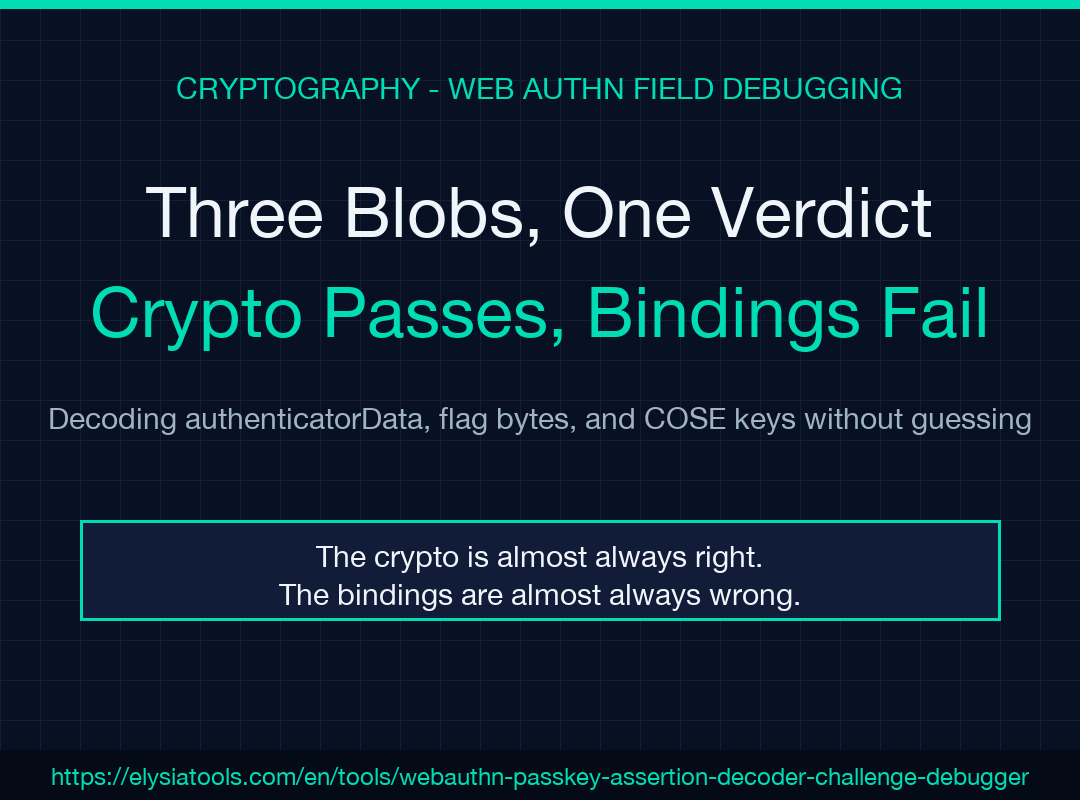 CRYPTOGRAPHY - WEB AUTHN FIELD DEBUGGING
Three Blobs, One Verdict
Crypto Passes, Bindings Fail
Decoding authenticatorData, flag bytes, and COSE keys without guessing
The crypto is almost always right.
The bindings are almost always wrong.
https://elysiatools.com/en/tools/webauthn-passkey-assertion-decoder-challenge-debugger